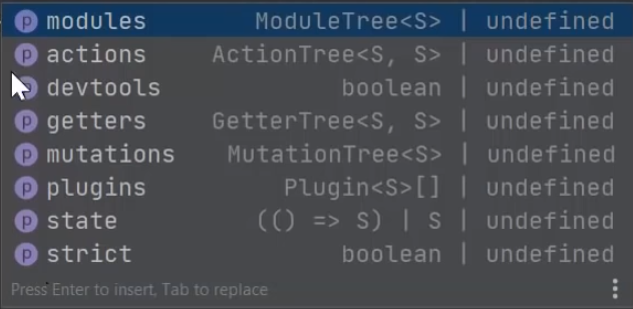 p modules ModuleTree<S> | undefined
p actions ActionTree<S, S> | undefined
p devtools boolean | undefined
p getters GetterTree<S, S> | undefined
p mutations MutationTree<S> | undefined
p plugins Plugin<S>[] | undefined
p state (() => S) | S | undefined
p strict boolean | undefined
Press Enter to insert, Tab to replace